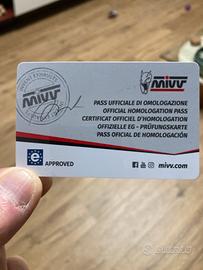 mivv
mivv
PASS UFFICIALE DI OMOLOGAZIONE
OFFICIAL HOMOLOGATION PASS
CERTIFICAT OFFICIEL D'HOMOLOGATION
OFFIZIELLE EG - PRÜFUNGSKARTE
PASS OFICIAL DE HOMOLOGACIÓN
e
APPROVED
mivv.com